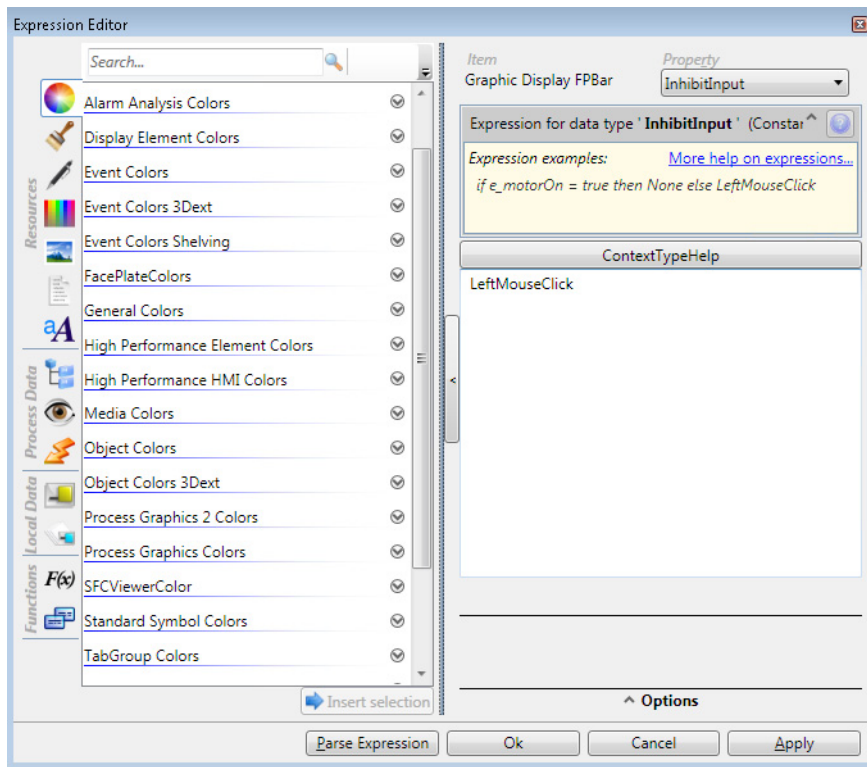 Expression Editor
Search...
Resources
Process Data
Local Data
Functions
aA
F(x)
Alarm Analysis Colors
Display Element Colors
Event Colors
Event Colors 3Dext
Event Colors Shelving
FacePlateColors
General Colors
High Performance Element Colors
High Performance HMI Colors
Media Colors
Object Colors
Object Colors 3Dext
Process Graphics 2 Colors
Process Graphics Colors
SFCViewerColor
Standard Symbol Colors
TabGroup Colors
Insert selection
Item Property
Graphic Display FPBar InhibitInput
Expression for data type ' InhibitInput ' (Constar
Expression examples: More help on expressions...
if e_motorOn = true then None else LeftMouseClick
ContextTypeHelp
LeftMouseClick
<
^ Options
Parse Expression Ok Cancel Apply